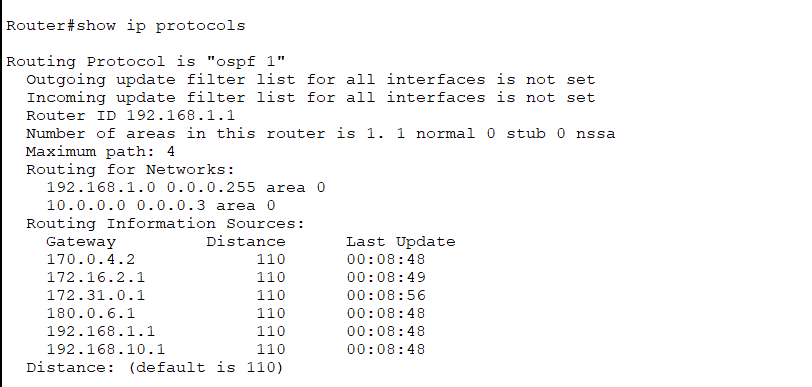 Router#show ip protocols
Routing Protocol is "ospf 1"
Outgoing update filter list for all interfaces is not set
Incoming update filter list for all interfaces is not set
Router ID 192.168.1.1
Number of areas in this router is 1. 1 normal 0 stub 0 nssa
Maximum path: 4
Routing for Networks:
192.168.1.0 0.0.0.255 area 0
10.0.0.0 0.0.0.3 area 0
Routing Information Sources:
Gateway Distance Last Update
170.0.4.2 110 00:08:48
172.16.2.1 110 00:08:49
172.31.0.1 110 00:08:56
180.0.6.1 110 00:08:48
192.168.1.1 110 00:08:48
192.168.10.1 110 00:08:48
Distance: (default is 110)